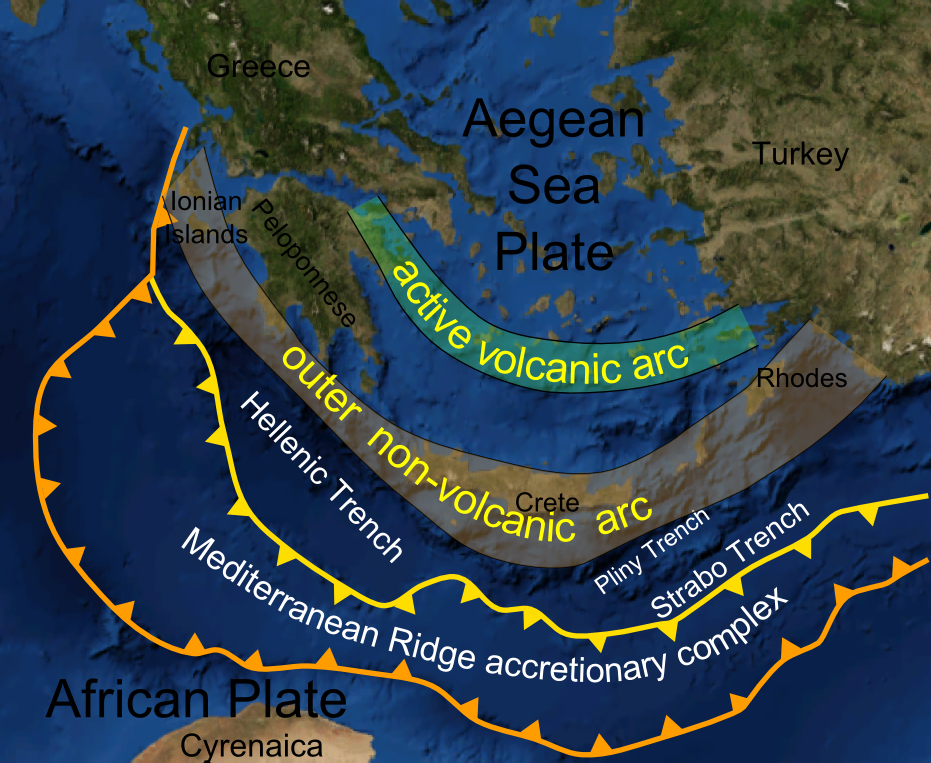 Greece
Aegean
Sea
Plate
Turkey
Ionian
Islands
Peloponnese
active volcanic arc
outer non-volcanic arc
Rhodes
Hellenic Trench
Crete
Pliny Trench
Strabo Trench
Mediterranean Ridge accretionary complex
African Plate
Cyrenaica